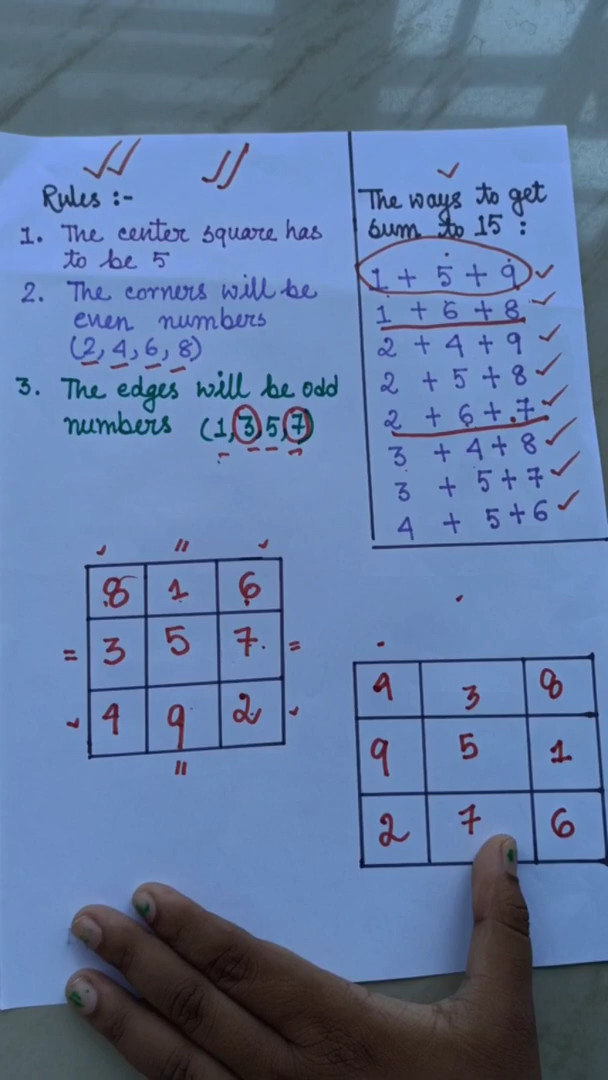 Rules :-
1. The center square has
to be 5
2. The corners will be
even numbers
(2, 4, 6, 8)
3. The edges will be odd
numbers (1, 3, 5, 7)
The ways to get
sum to 15 :
1 + 5 + 9
1 + 6 + 8
2 + 4 + 9
2 + 5 + 8
2 + 6 + 7
3 + 4 + 8
3 + 5 + 7
4 + 5 + 6
8 1 6
3 5 7
4 9 2
4 3 8
9 5 1
2 7 6